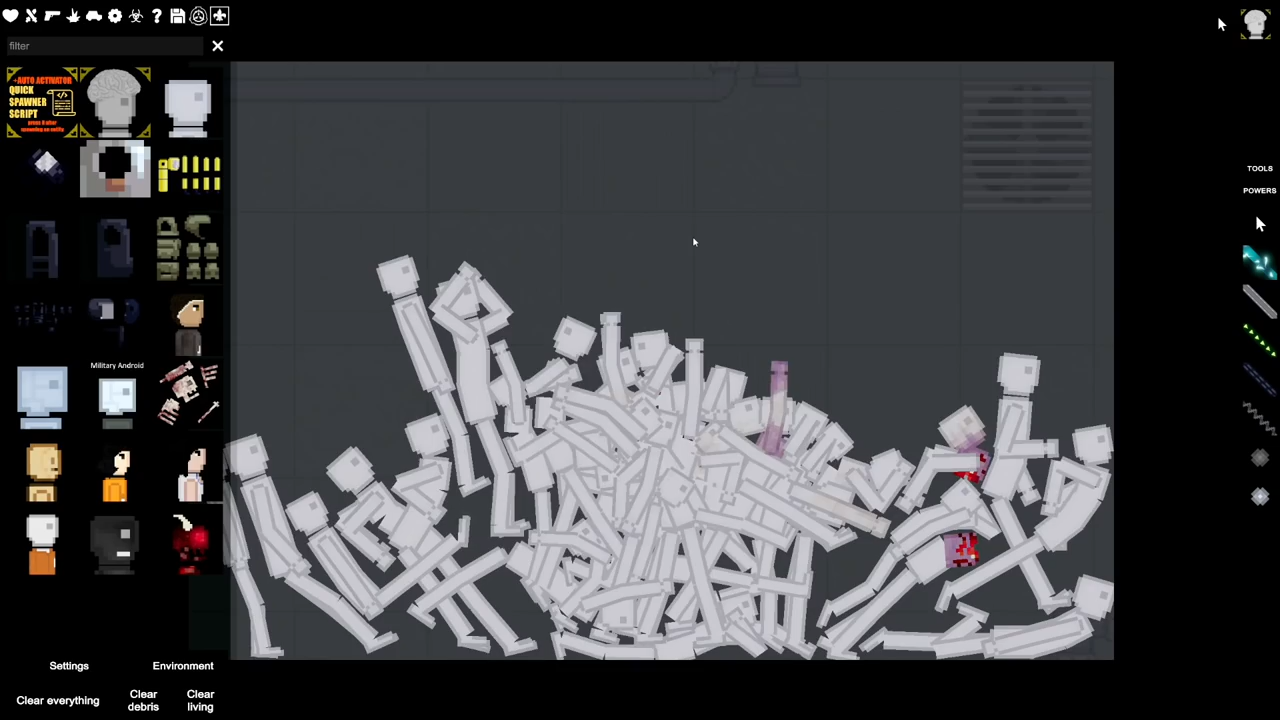 filter
+AUTO ACTIVATOR
QUICK
SPAWNER
SCRIPT
Military Android
TOOLS
POWERS
Settings
Environment
Clear everything
Clear debris
Clear living